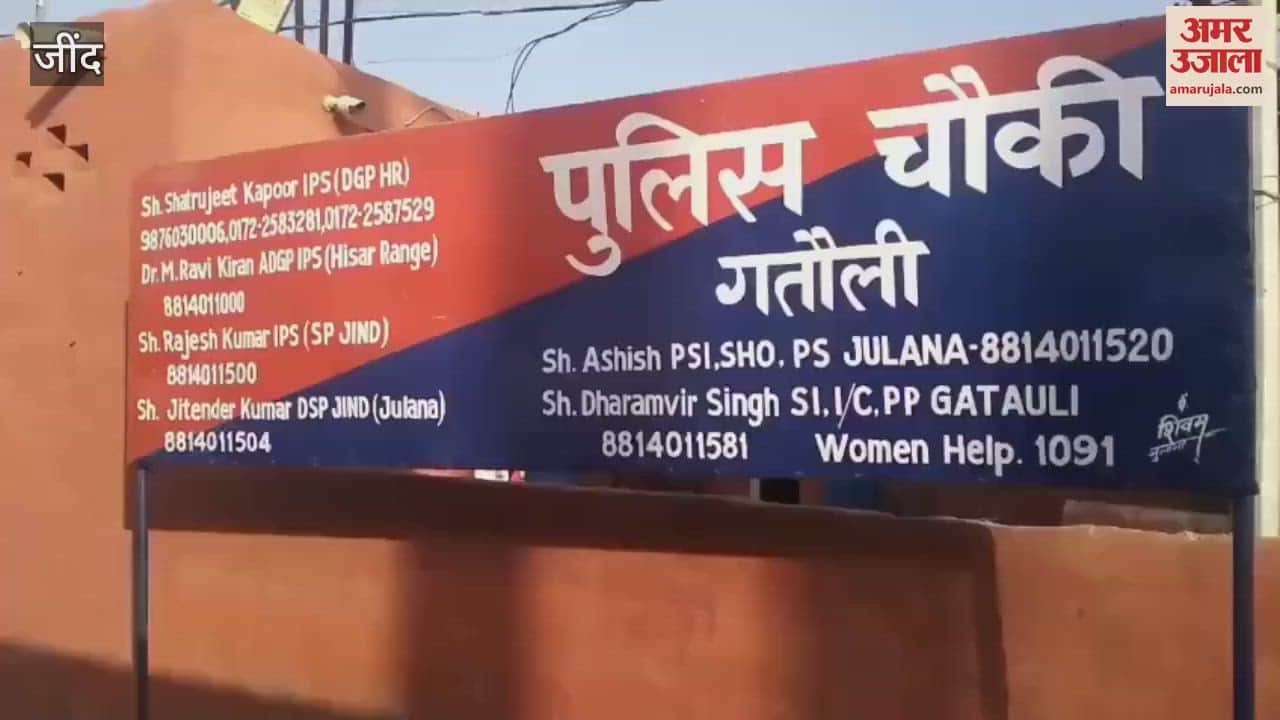 जींद
अमर
उजाला
amarujala.com
Sh. Shatrujeet Kapoor IPS (DGP HR)
9876030006,0172-2583281,0172-2587529
Dr. M. Ravi Kiran ADGP IPS (Hisar Range)
8814011000
Sh. Rajesh Kumar IPS (SP JIND)
8814011500
Sh. Jitender Kumar DSP JIND (Julana)
8814011504
पुलिस चौकी
गतौली
Sh. Ashish PSI,SHO. PS JULANA-8814011520
Sh. Dharamvir Singh SI, I/C, PP GATAULI
8814011581 Women Help. 1091
शिवम्